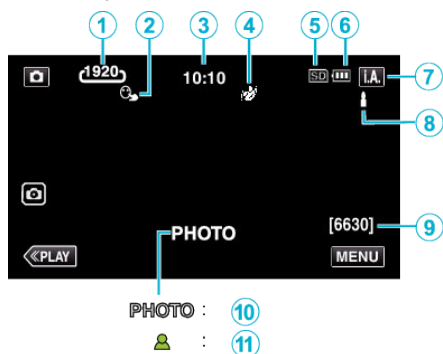 1 2 3 4 5 6
1920 10:10 SD i.A. 7
8
[6630] 9
PHOTO
≪PLAY MENU
PHOTO : 10
: 11